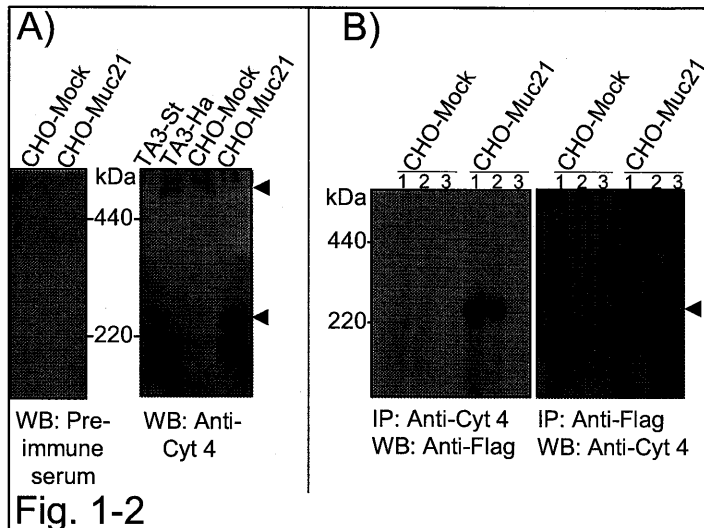 A)
CHO-Mock
CHO-Muc21
TA3-St
TA3-Ha
CHO-Mock
CHO-Muc21
kDa
440
220
WB: Pre-
immune
serum
WB: Anti-
Cyt 4
B)
CHO-Mock
CHO-Muc21
CHO-Mock
CHO-Muc21
1 2 3 1 2 3 1 2 3 1 2 3
kDa
440
220
IP: Anti-Cyt 4
WB: Anti-Flag
IP: Anti-Flag
WB: Anti-Cyt 4
Fig. 1-2